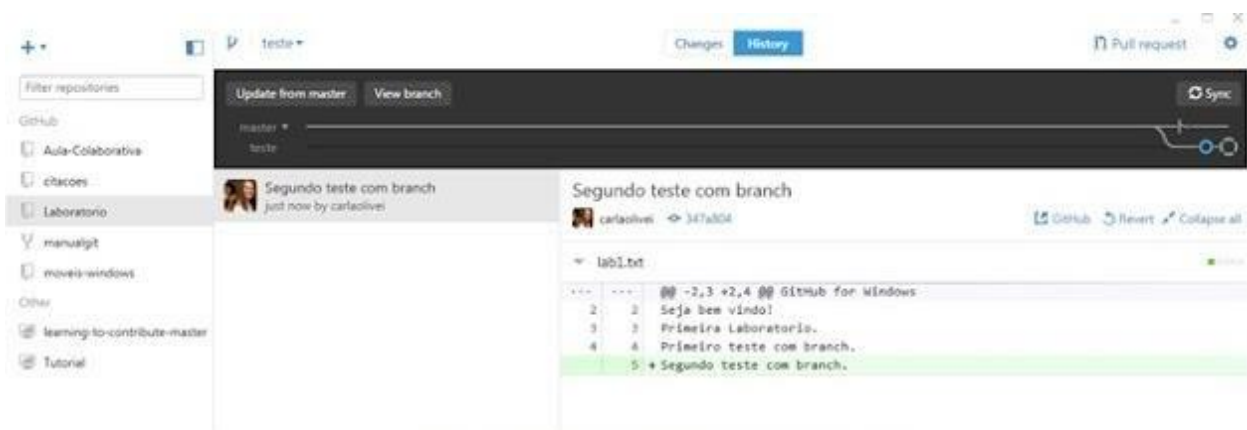 teste
Changes
History
Pull request
Filter repositories
GitHub
Aula-Colaborativa
citacoes
Laboratorio
manualgit
moveis-windows
Other
learning-to-contribute-master
Tutorial
Update from master
View branch
Sync
master
teste
Segundo teste com branch
just now by carlaolivei
Segundo teste com branch
carlaolivei 347a804
GitHub Revert Collapse all
lab1.txt
@@ -2,3 +2,4 @@ GitHub for Windows
2 2 Seja bem vindo!
3 3 Primeira Laboratorio.
4 4 Primeiro teste com branch.
5 + Segundo teste com branch.